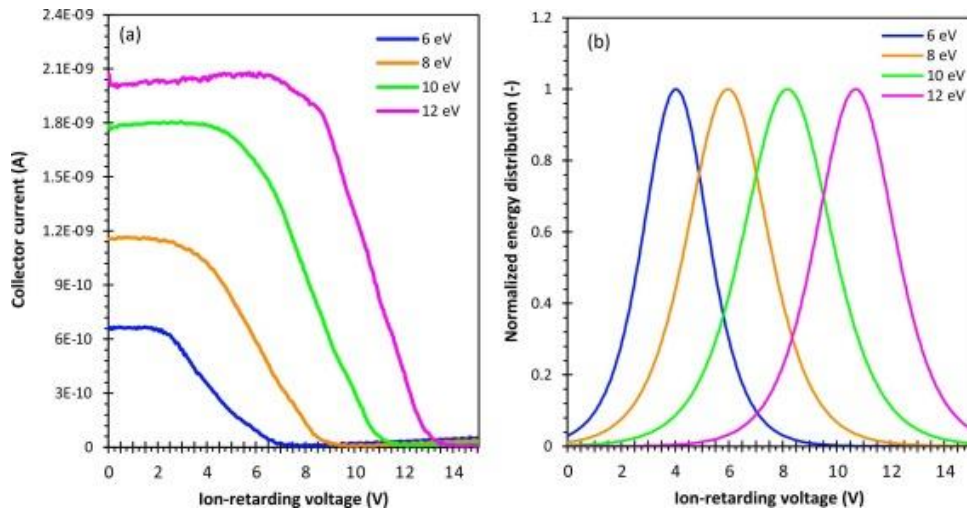 (a)
6 eV
8 eV
10 eV
12 eV
2.4E-09
2.1E-09
1.8E-09
1.5E-09
1.2E-09
9E-10
6E-10
3E-10
0
Collector current (A)
0 2 4 6 8 10 12 14
Ion-retarding voltage (V)
(b)
6 eV
8 eV
10 eV
12 eV
1.2
1
0.8
0.6
0.4
0.2
0
Normalized energy distribution (-)
0 2 4 6 8 10 12 14
Ion-retarding voltage (V)